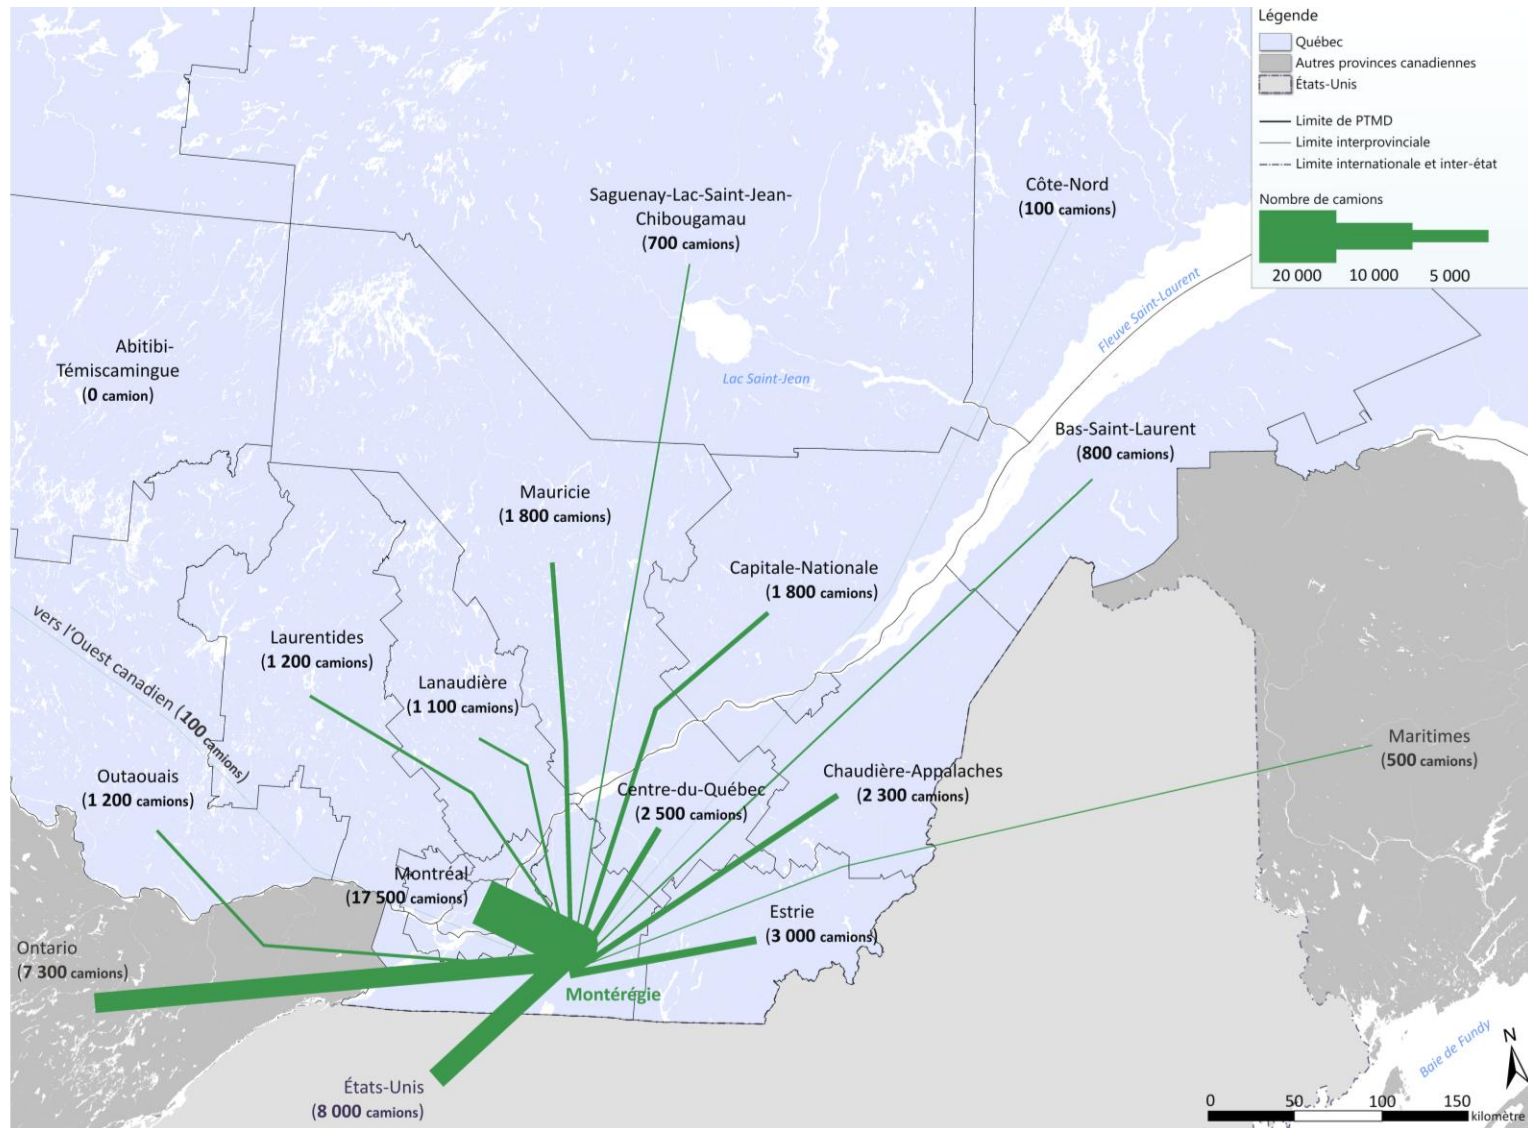 Légende
Québec
Autres provinces canadiennes
États-Unis
Limite de PTMD
Limite interprovinciale
Limite internationale et inter-état
Nombre de camions
20 000
10 000
5 000
Saguenay-Lac-Saint-Jean-
Chibougamau
(700 camions)
Côte-Nord
(100 camions)
Fleuve Saint-Laurent
Abitibi-
Témiscamingue
(0 camion)
Lac Saint-Jean
Bas-Saint-Laurent
(800 camions)
Mauricie
(1 800 camions)
Capitale-Nationale
(1 800 camions)
vers l'Ouest canadien (100 camions)
Laurentides
(1 200 camions)
Lanaudière
(1 100 camions)
Maritimes
(500 camions)
Outaouais
(1 200 camions)
Centre-du-Québec
(2 500 camions)
Chaudière-Appalaches
(2 300 camions)
Montréal
(17 500 camions)
Estrie
(3 000 camions)
Ontario
(7 300 camions)
Montérégie
États-Unis
(8 000 camions)
Baie de Fundy
N
0 50 100 150
kilomètre